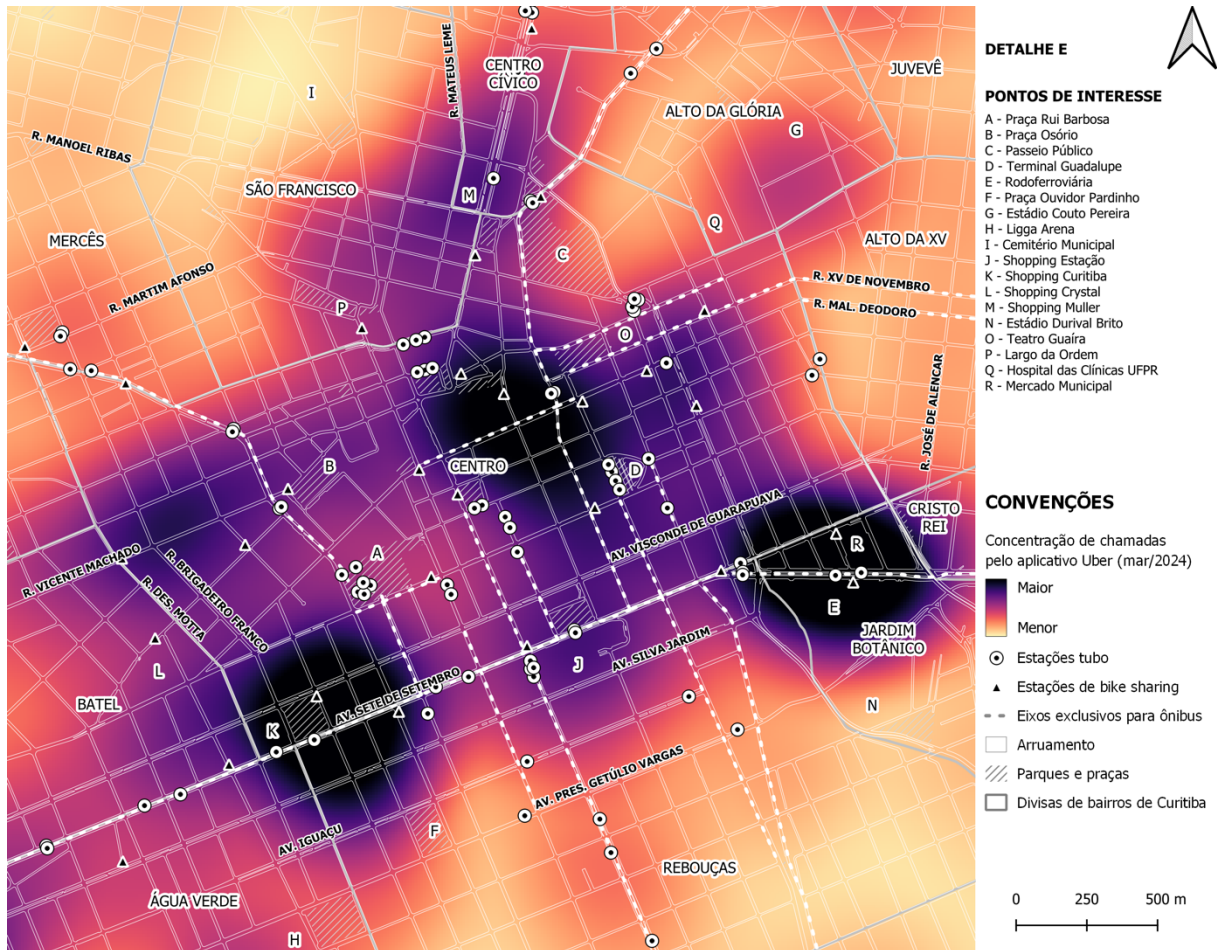 CENTRO
CÍVICO
R. MATEUS LEME
JUVEVÊ
I
ALTO DA GLÓRIA
G
R. MANOEL RIBAS
SÃO FRANCISCO
M
Q
MERCÊS
ALTO DA XV
C
R. MARTIM AFONSO
R. XV DE NOVEMBRO
P
R. MAL. DEODORO
O
R. JOSÉ DE ALENCAR
B
CENTRO
D
AV. VISCONDE DE GUARAPUAVA
CRISTO
REI
A
R
R. VICENTE MACHADO
R. BRIGADEIRO FRANCO
R. DES. MOTTA
E
JARDIM
BOTÂNICO
AV. SILVA JARDIM
J
L
BATEL
AV. SETE DE SETEMBRO
N
K
AV. PRES. GETÚLIO VARGAS
AV. IGUAÇU
F
REBOUÇAS
ÁGUA VERDE
H
DETALHE E
PONTOS DE INTERESSE
A - Praça Rui Barbosa
B - Praça Osório
C - Passeio Público
D - Terminal Guadalupe
E - Rodoferroviária
F - Praça Ouvidor Pardinho
G - Estádio Couto Pereira
H - Ligga Arena
I - Cemitério Municipal
J - Shopping Estação
K - Shopping Curitiba
L - Shopping Crystal
M - Shopping Muller
N - Estádio Durival Brito
O - Teatro Guaíra
P - Largo da Ordem
Q - Hospital das Clínicas UFPR
R - Mercado Municipal
CONVENÇÕES
Concentração de chamadas
pelo aplicativo Uber (mar/2024)
Maior
Menor
Estações tubo
Estações de bike sharing
Eixos exclusivos para ônibus
Arruamento
Parques e praças
Divisas de bairros de Curitiba
0 250 500 m